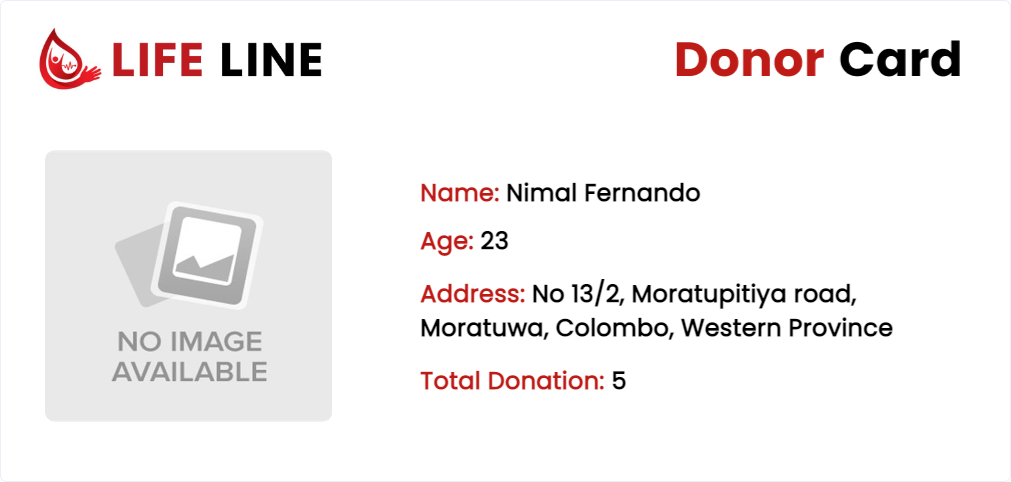 LIFE LINE
Donor Card
NO IMAGE
AVAILABLE
Name: Nimal Fernando
Age: 23
Address: No 13/2, Moratupitiya road,
Moratuwa, Colombo, Western Province
Total Donation: 5